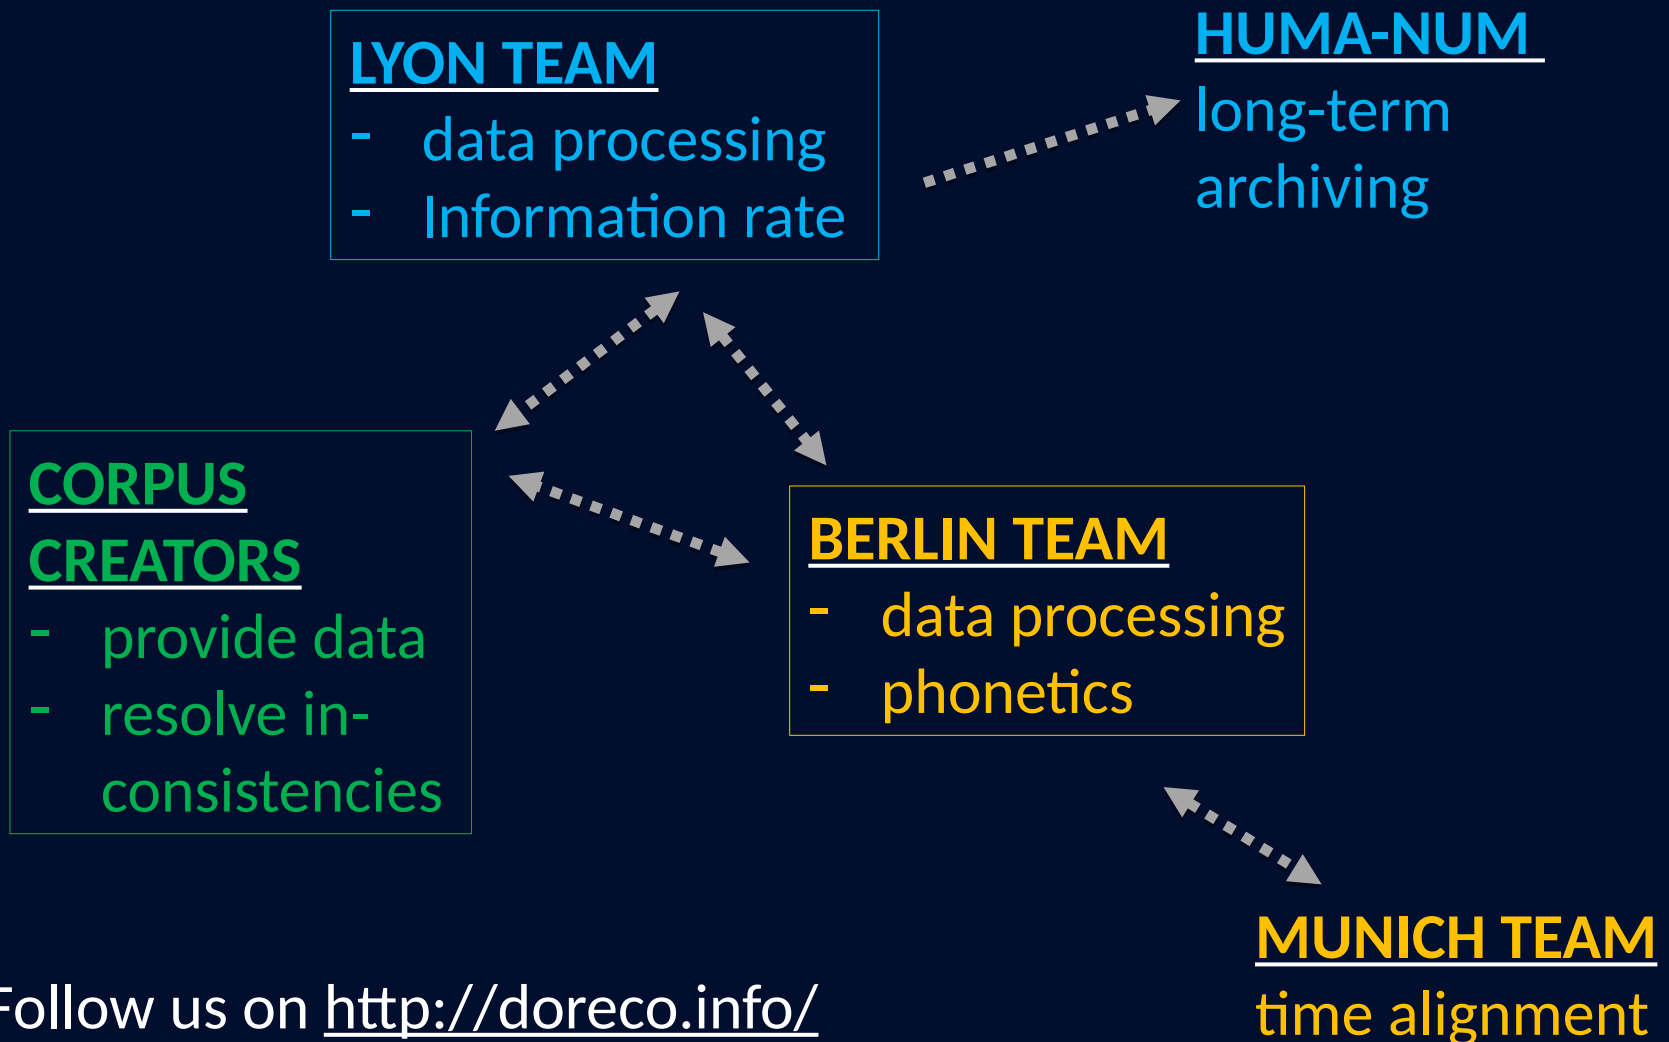 LYON TEAM
- data processing
- Information rate
HUMA-NUM
long-term
archiving
CORPUS
CREATORS
- provide data
- resolve in-
consistencies
BERLIN TEAM
- data processing
- phonetics
MUNICH TEAM
time alignment
Follow us on http://doreco.info/